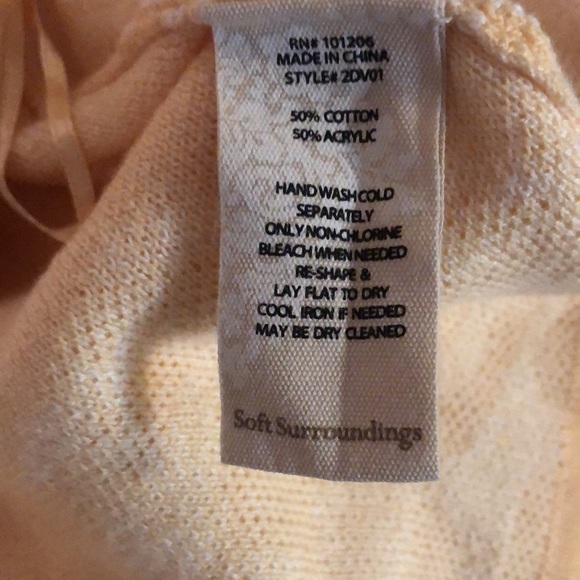 RN# 101206
MADE IN CHINA
STYLE# 2DV01
50% COTTON
50% ACRYLIC
HAND WASH COLD
SEPARATELY
ONLY NON-CHLORINE
BLEACH WHEN NEEDED
RE-SHAPE &
LAY FLAT TO DRY
COOL IRON IF NEEDED
MAY BE DRY CLEANED
Soft Surroundings